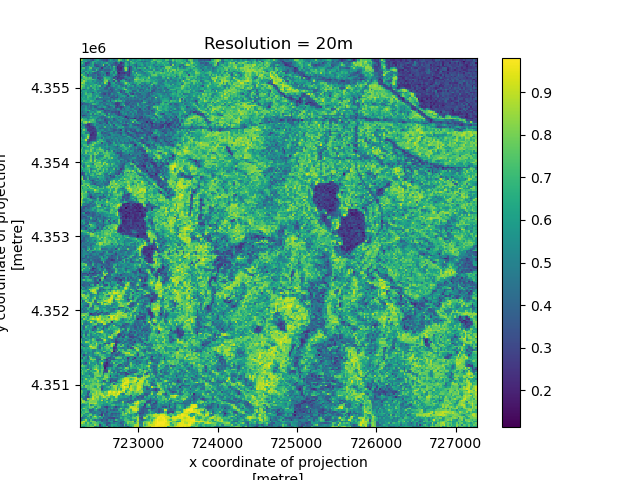 Resolution = 20m
1e6
4.355
4.354
4.353
4.352
4.351
y coordinate of projection
[metre]
723000 724000 725000 726000 727000
x coordinate of projection
[metre]
0.9
0.8
0.7
0.6
0.5
0.4
0.3
0.2